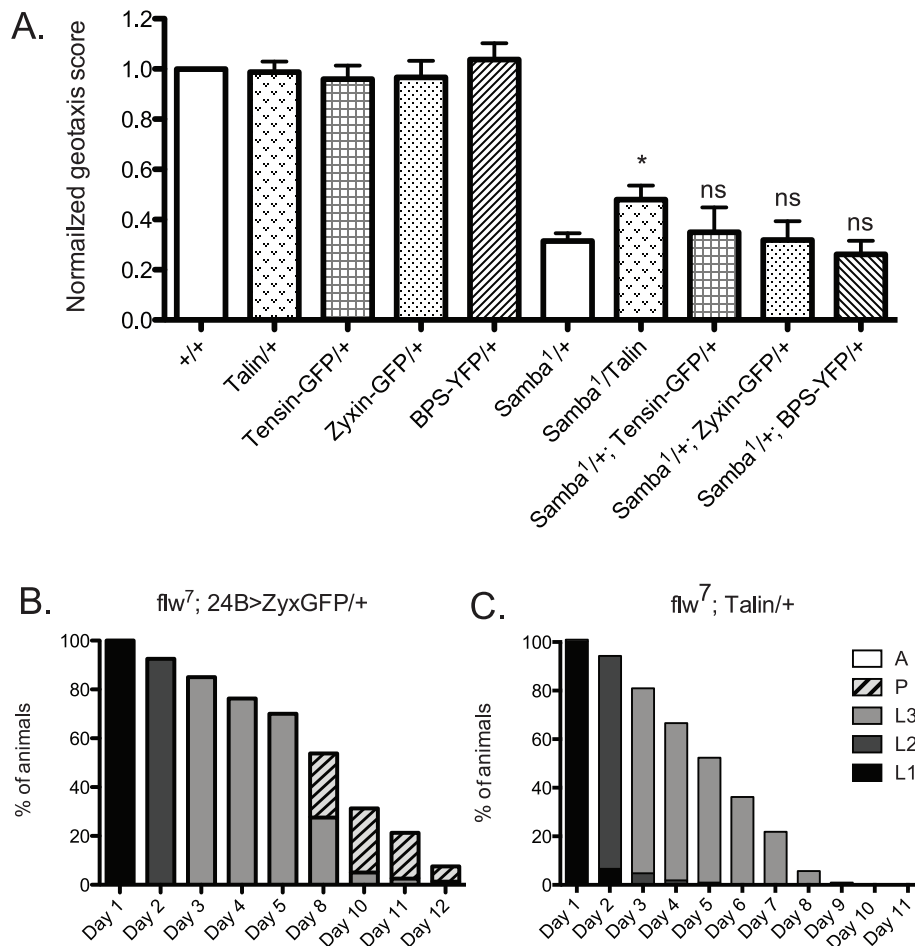 A.
Normailzed geotaxis score
1.2
1.0
0.8
0.6
0.4
0.2
0.0
*
ns
ns
ns
+/+
Talin/+
Tensin-GFP/+
Zyxin-GFP/+
BPS-YFP/+
Samba¹/+
Samba¹/Talin
Samba¹/+; Tensin-GFP/+
Samba¹/+; Zyxin-GFP/+
Samba¹/+; BPS-YFP/+
B.
flw⁷; 24B>ZyxGFP/+
% of animals
100
80
60
40
20
0
Day 1
Day 2
Day 3
Day 4
Day 5
Day 8
Day 10
Day 11
Day 12
C.
flw⁷; Talin/+
% of animals
100
80
60
40
20
0
Day 1
Day 2
Day 3
Day 4
Day 5
Day 6
Day 7
Day 8
Day 9
Day 10
Day 11
A
P
L3
L2
L1